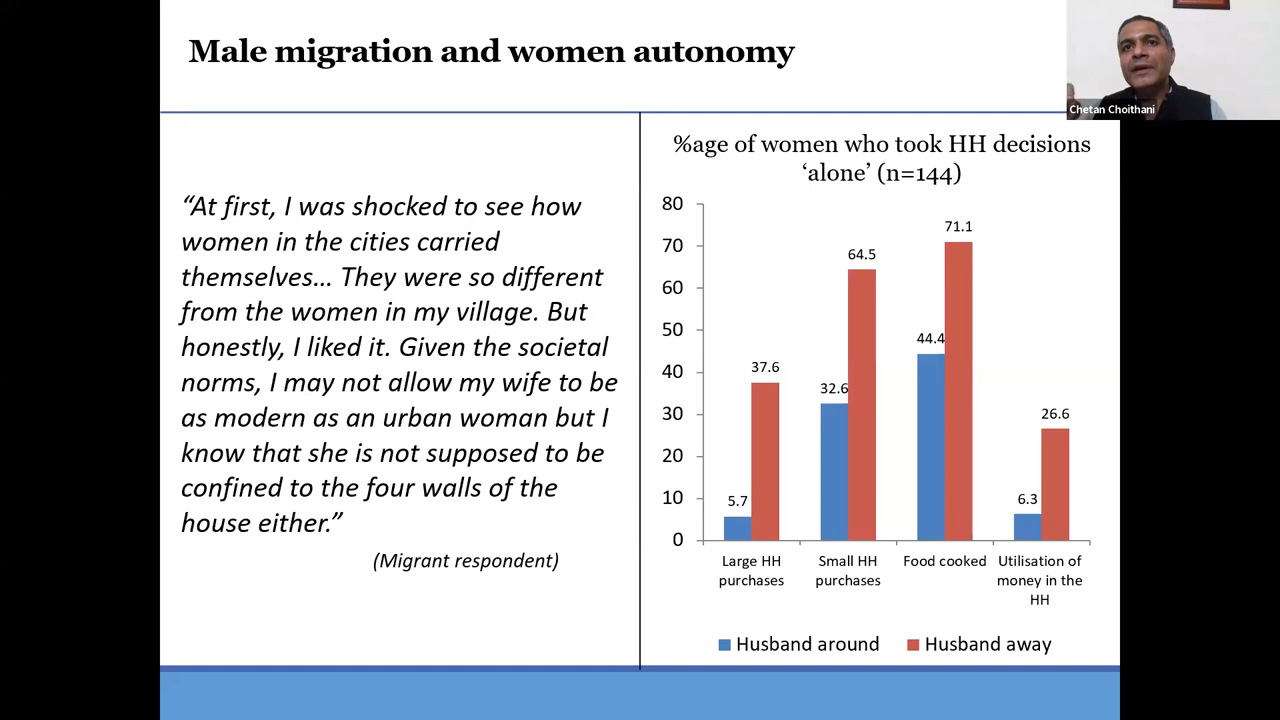 Male migration and women autonomy
Chetan Choithani
“At first, I was shocked to see how
women in the cities carried
themselves... They were so different
from the women in my village. But
honestly, I liked it. Given the societal
norms, I may not allow my wife to be
as modern as an urban woman but I
know that she is not supposed to be
confined to the four walls of the
house either.”
(Migrant respondent)
%age of women who took HH decisions
‘alone’ (n=144)
80
70
60
50
40
30
20
10
0
5.7
37.6
32.6
64.5
44.4
71.1
6.3
26.6
Large HH
purchases
Small HH
purchases
Food cooked
Utilisation of
money in the
HH
Husband around
Husband away